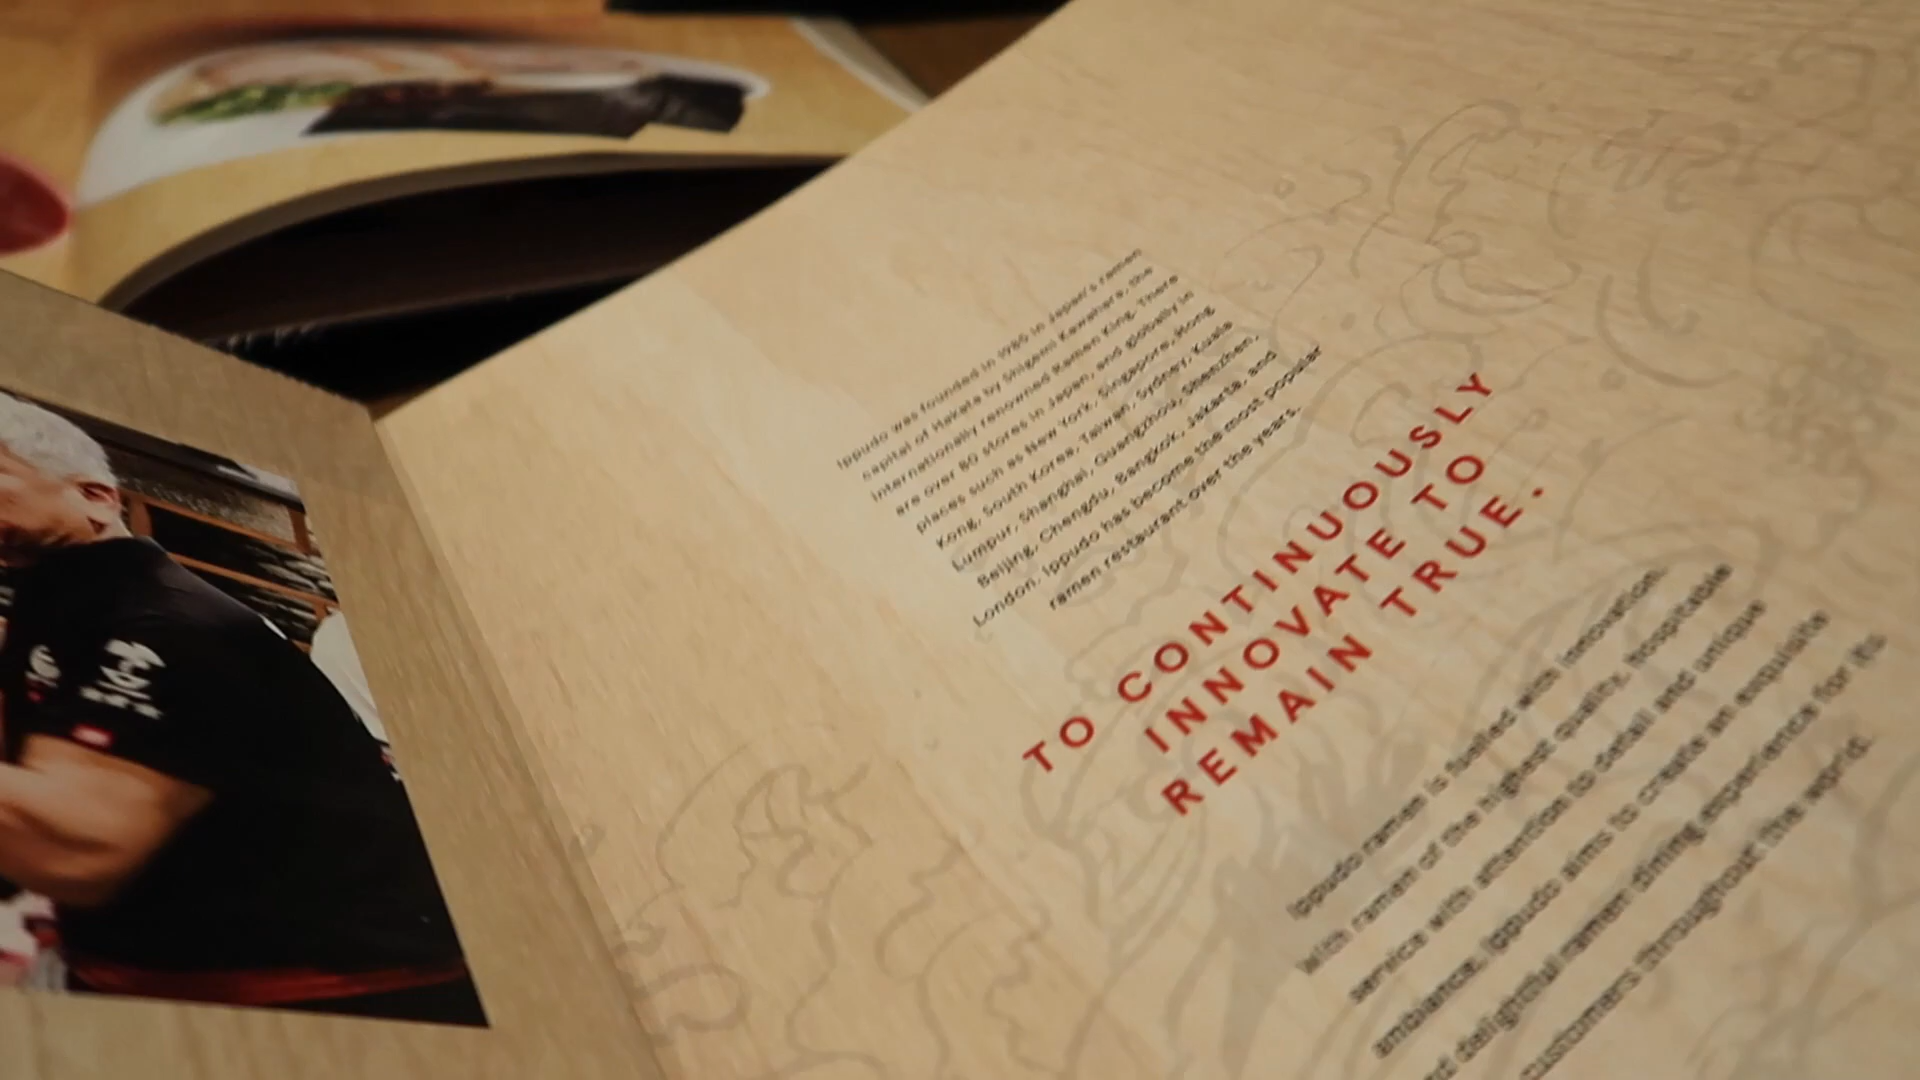 Ippudo was founded in 1985 in Japan's ramen
capital of Hakata by Shigemi Kawahara, the
internationally renowned Ramen King. There
are over 80 stores in Japan, and globally in
places such as New York, Singapore, Hong
Kong, South Korea, Taiwan, Sydney, Kuala
Lumpur, Shanghai, Guangzhou, Shenzhen,
Beijing, Chengdu, Bangkok, Jakarta, and
London. Ippudo has become the most popular
ramen restaurant over the years.
TO CONTINUOUSLY
INNOVATE TO
REMAIN TRUE.
Ippudo ramen is fuelled with innovation.
With ramen of the highest quality, hospitable
service with attention to detail and unique
ambiance, Ippudo aims to create an exquisite
delightful ramen dining experience for its
customers throughout the world.